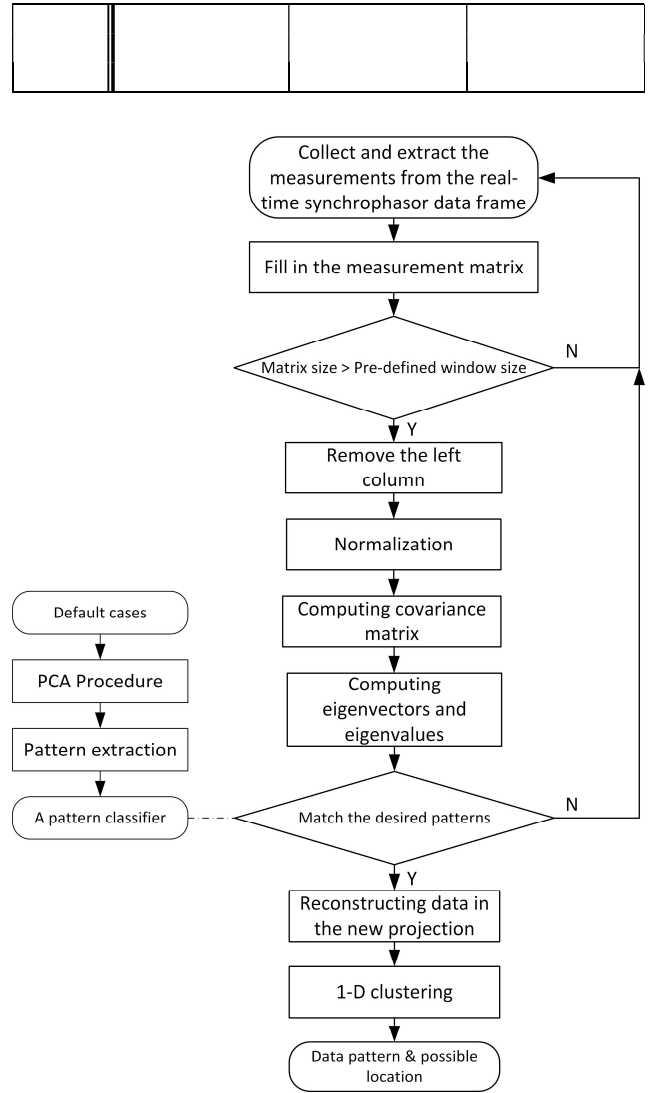 Collect and extract the
measurements from the real-
time synchrophasor data frame
Fill in the measurement matrix
Matrix size > Pre-defined window size
N
Y
Remove the left
column
Normalization
Computing covariance
matrix
Computing
eigenvectors and
eigenvalues
Default cases
PCA Procedure
Pattern extraction
A pattern classifier
Match the desired patterns
N
Y
Reconstructing data in
the new projection
1-D clustering
Data pattern & possible
location